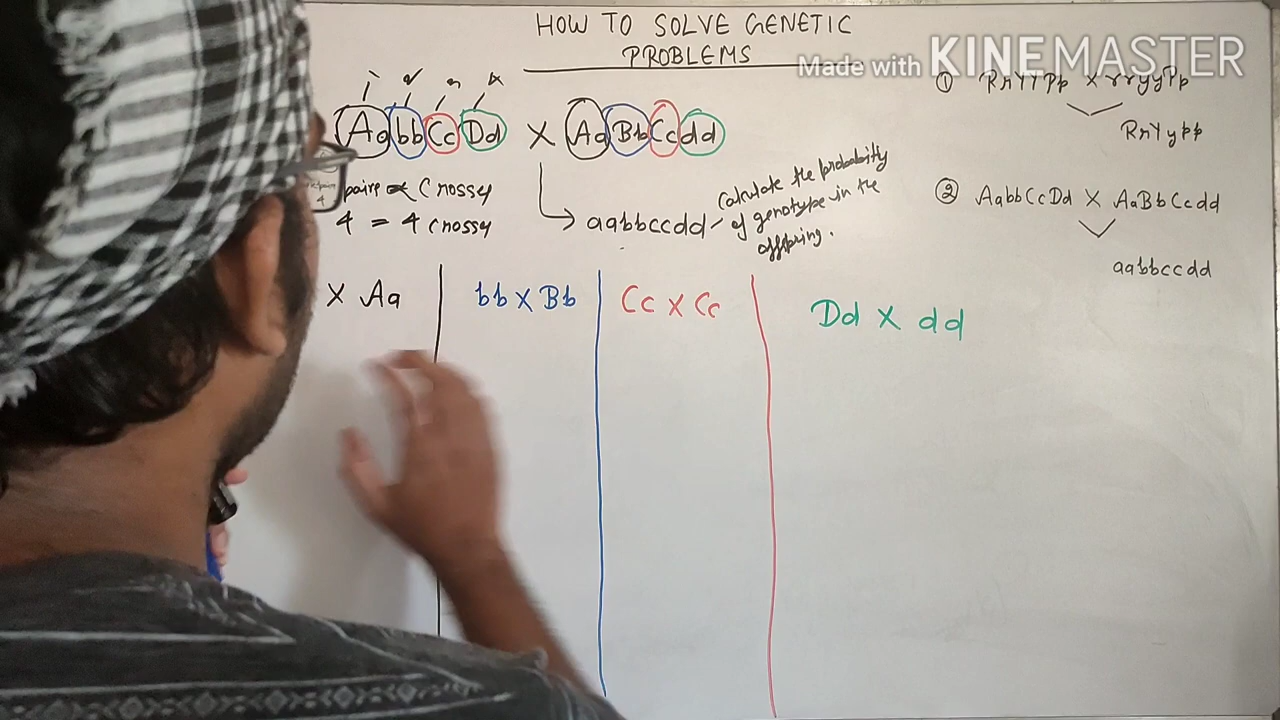 HOW TO SOLVE GENETIC
PROBLEMS
Made with KINEMASTER
AabbCcDd X AaBbCcdd
pairs Crossy
4 = 4 crossy
aabbccdd
Calculate the probability
of genotype in the
offspring.
X Aa
bb X Bb
Cc X Cc
Dd X dd
① RrYYPp X rryyPp
RrYypp
② AabbCcDd X AaBbCcdd
aabbccdd